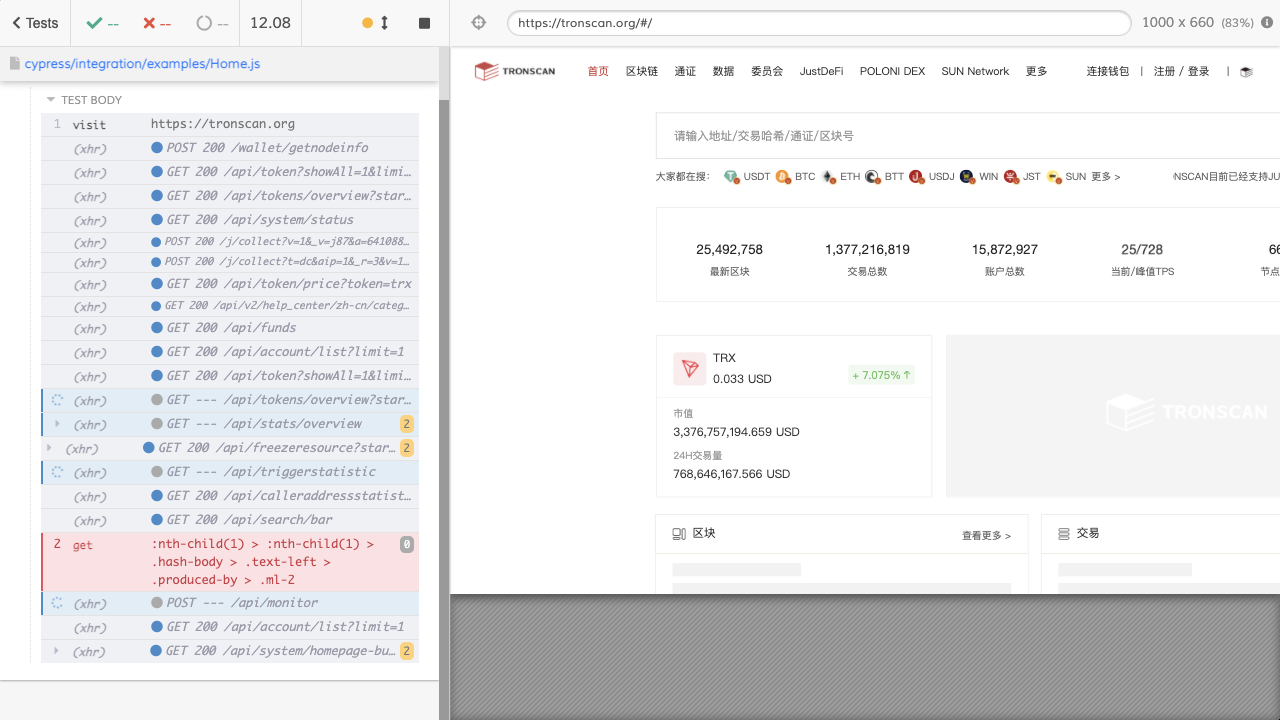 Tests
--
--
--
12.08
https://tronscan.org/#/
1000 x 660 (83%)
cypress/integration/examples/Home.js
TEST BODY
1 visit https://tronscan.org
(xhr) POST 200 /wallet/getnodeinfo
(xhr) GET 200 /api/token?showAll=1&limi...
(xhr) GET 200 /api/tokens/overview?star...
(xhr) GET 200 /api/system/status
(xhr) POST 200 /j/collect?v=1&_v=j87&a=641088...
(xhr) POST 200 /j/collect?t=dc&aip=1&_r=3&v=1...
(xhr) GET 200 /api/token/price?token=trx
(xhr) GET 200 /api/v2/help_center/zh-cn/categ...
(xhr) GET 200 /api/funds
(xhr) GET 200 /api/account/list?limit=1
(xhr) GET 200 /api/token?showAll=1&limi...
(xhr) GET --- /api/tokens/overview?star...
(xhr) GET --- /api/stats/overview 2
(xhr) GET 200 /api/freezeresource?star... 2
(xhr) GET --- /api/triggerstatistic
(xhr) GET 200 /api/calleraddressstatist...
(xhr) GET 200 /api/search/bar
2 get :nth-child(1) > :nth-child(1) > 0
.hash-body > .text-left >
.produced-by > .ml-2
(xhr) POST --- /api/monitor
(xhr) GET 200 /api/account/list?limit=1
(xhr) GET 200 /api/system/homepage-bu... 2
TRONSCAN 首页 区块链 通证 数据 委员会 JustDeFi POLONI DEX SUN Network 更多 连接钱包 | 注册 / 登录 |
请输入地址/交易哈希/通证/区块号
大家都在搜: USDT BTC ETH BTT USDJ WIN JST SUN 更多 > NSCAN目前已经支持JU
25,492,758 1,377,216,819 15,872,927 25/728 66
最新区块 交易总数 账户总数 当前/峰值TPS 节点
TRX
0.033 USD
+ 7.075% ↑
市值
3,376,757,194.659 USD
24H交易量
768,646,167.566 USD
TRONSCAN
区块 查看更多 >
交易